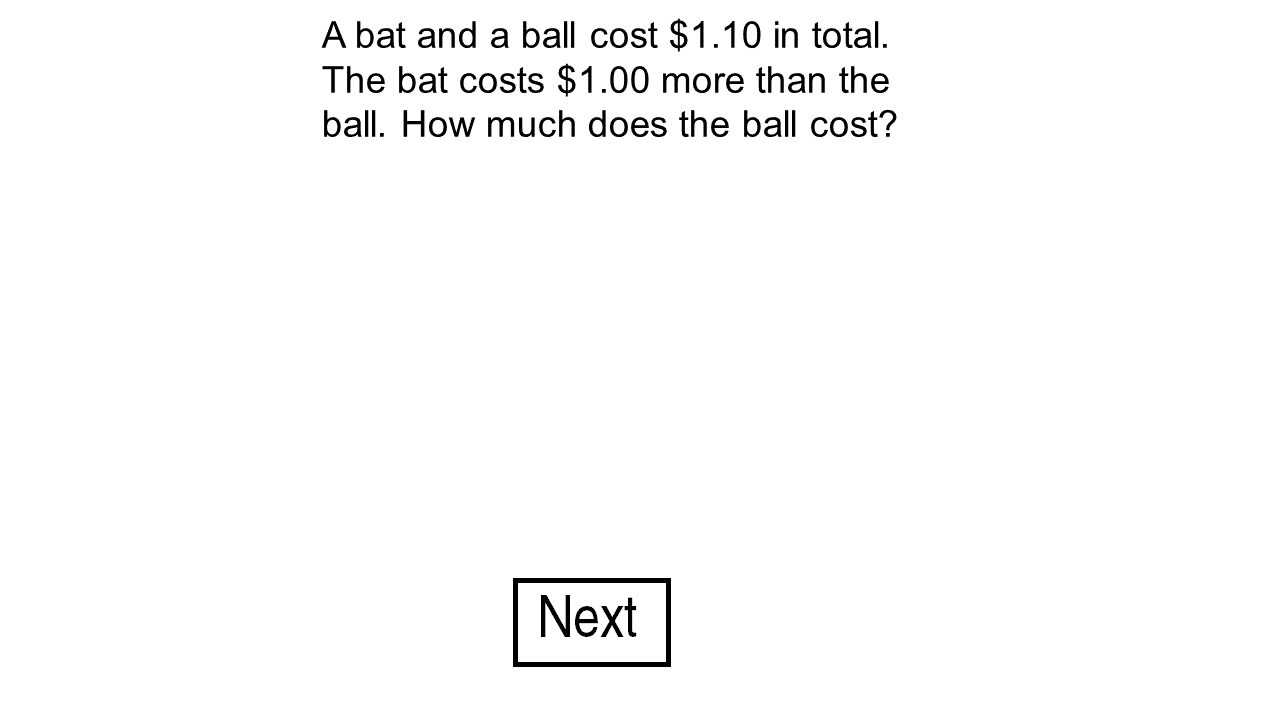 A bat and a ball cost $1.10 in total.
The bat costs $1.00 more than the
ball. How much does the ball cost?
Next